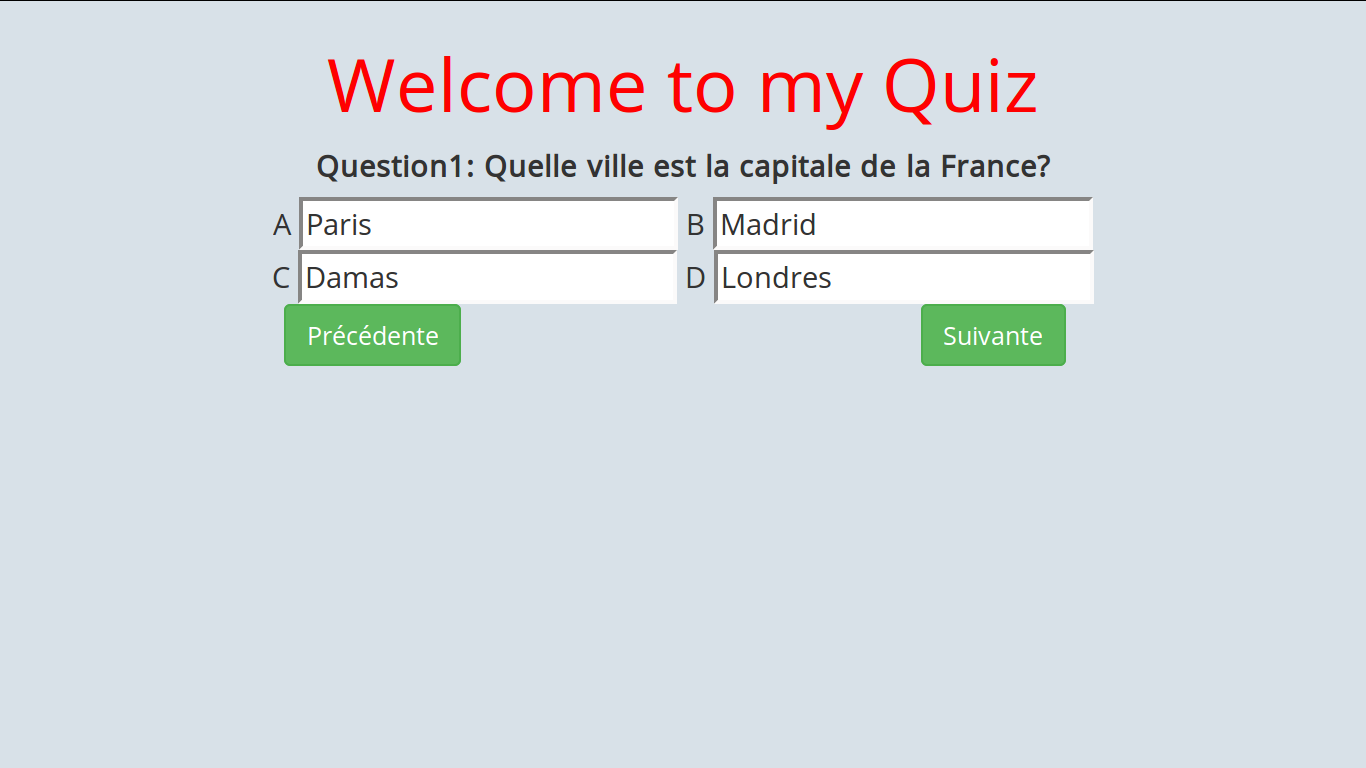 Welcome to my Quiz
Question1: Quelle ville est la capitale de la France?
A Paris B Madrid
C Damas D Londres
Précédente Suivante